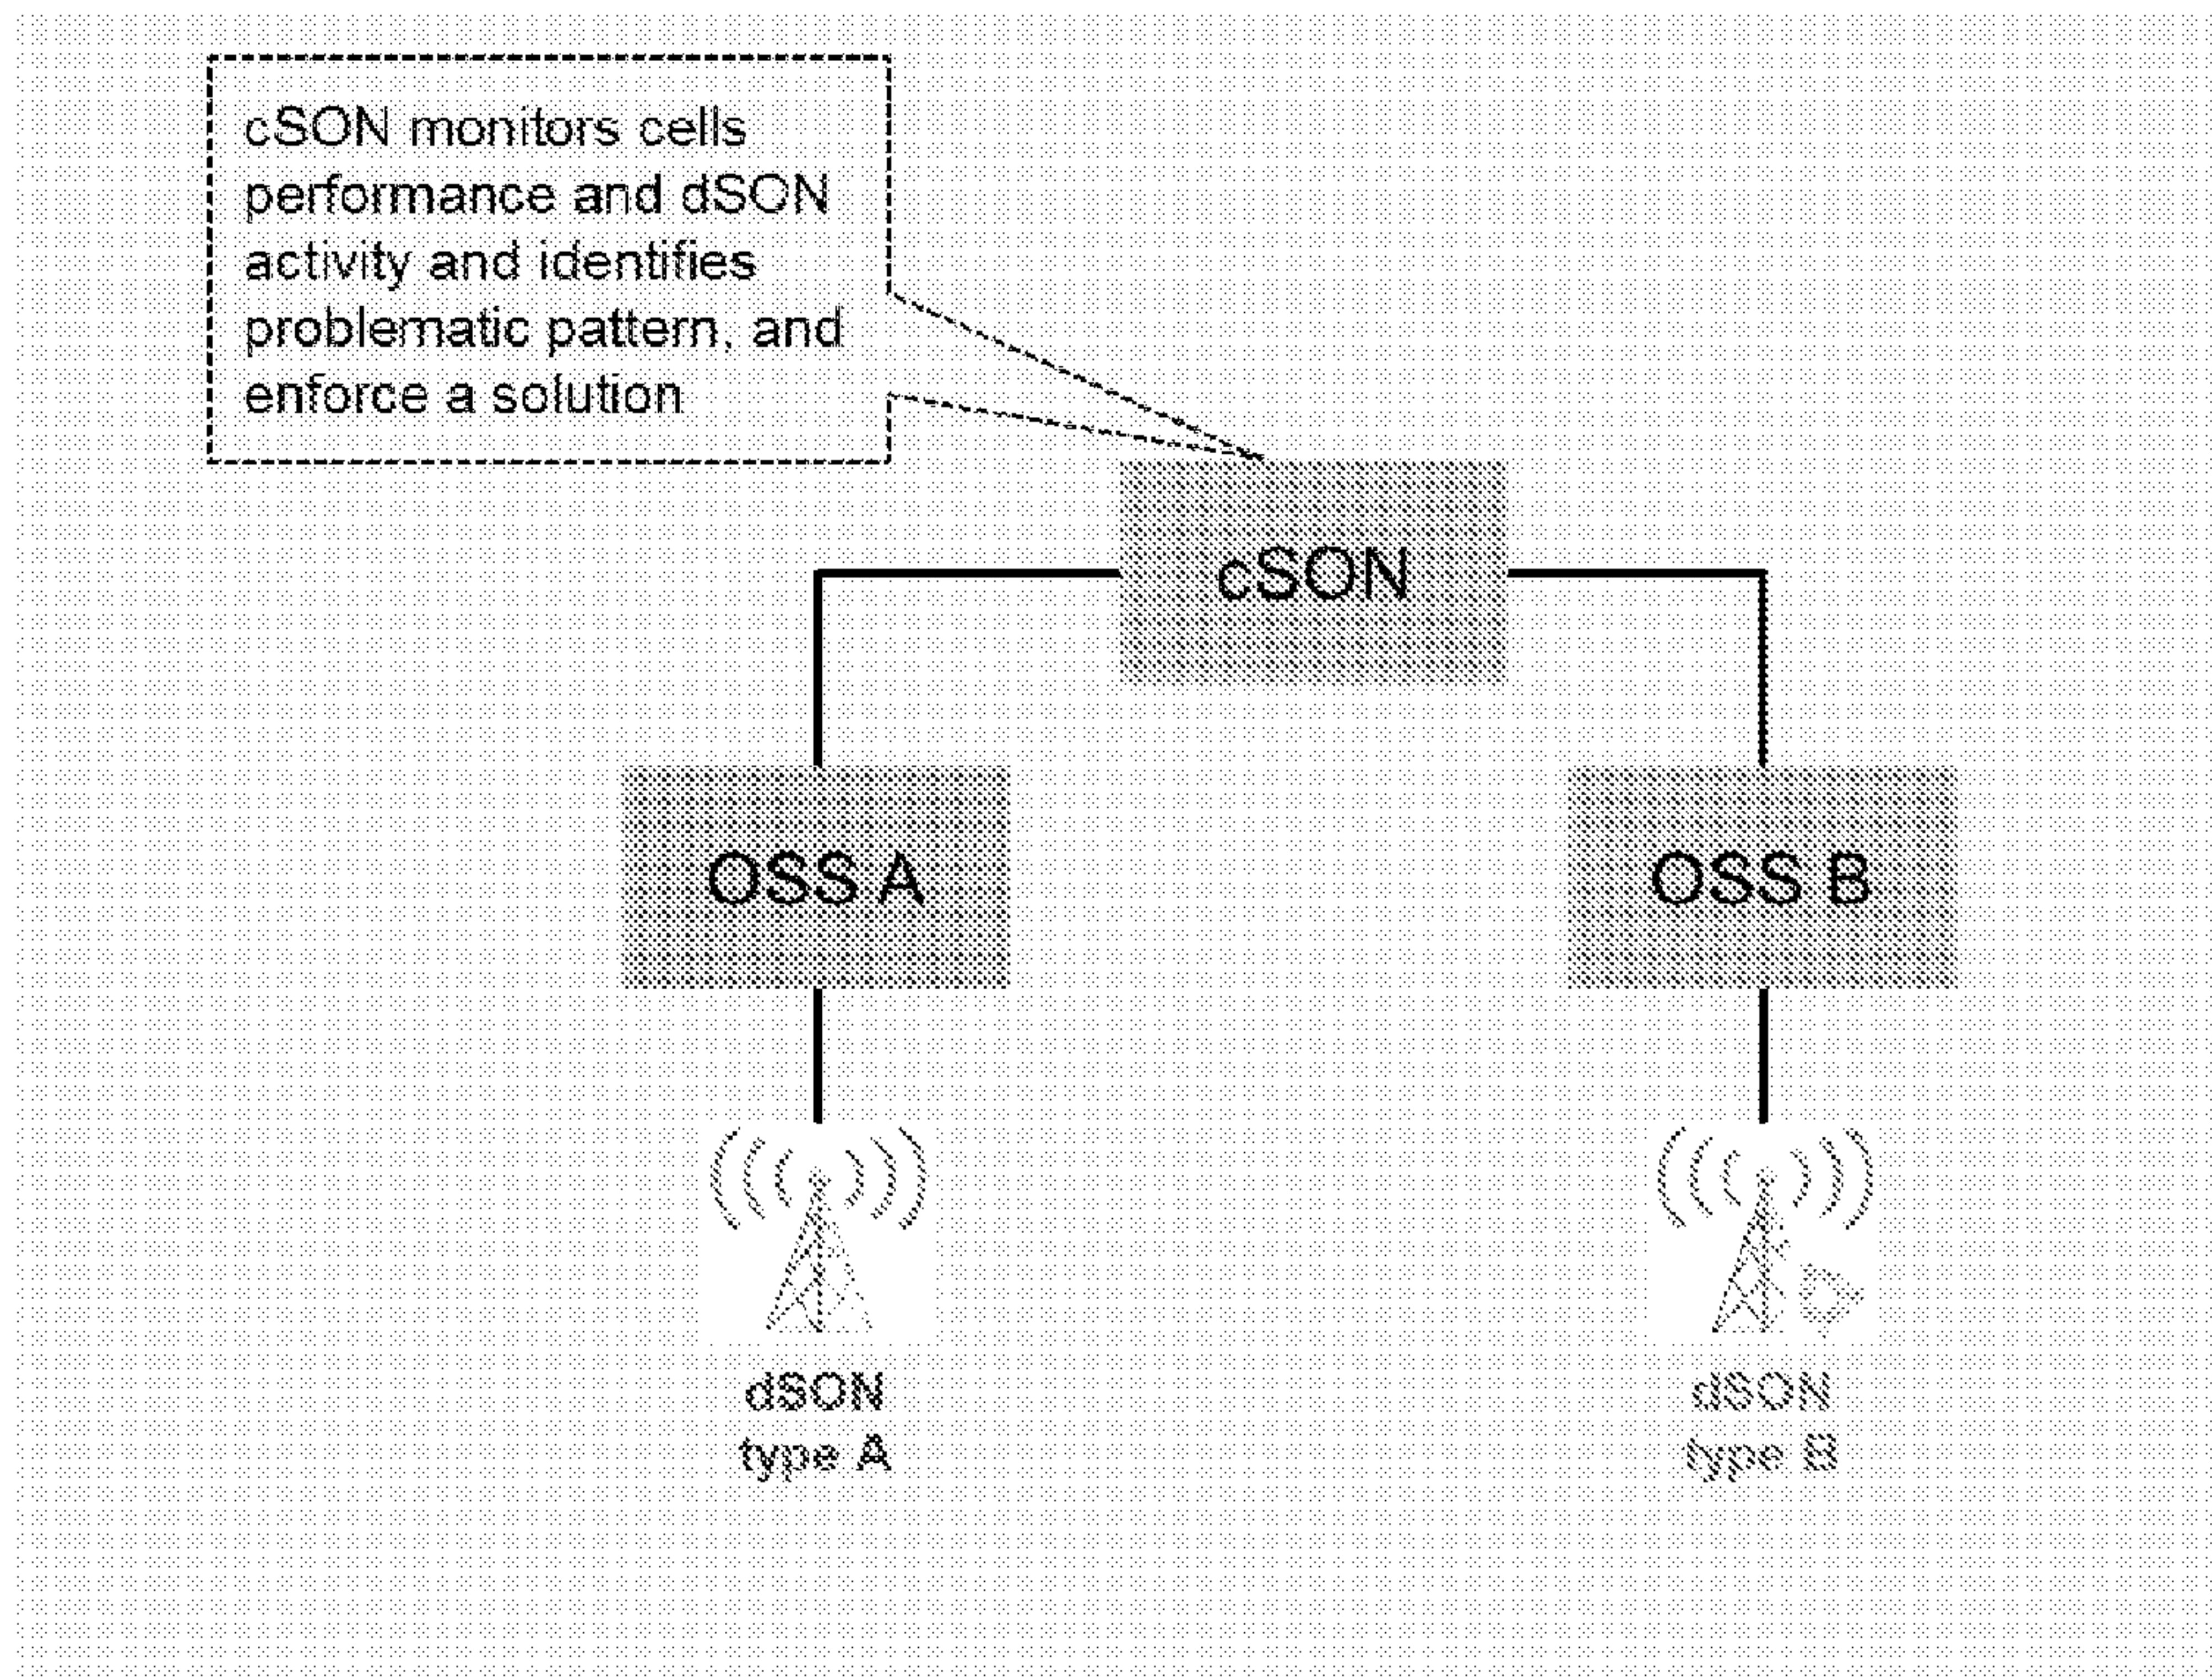 cSON monitors cells
performance and dSON
activity and identifies
problematic pattern, and
enforce a solution
cSON
OSS A
OSS B
dSON
type A
dSON
type B